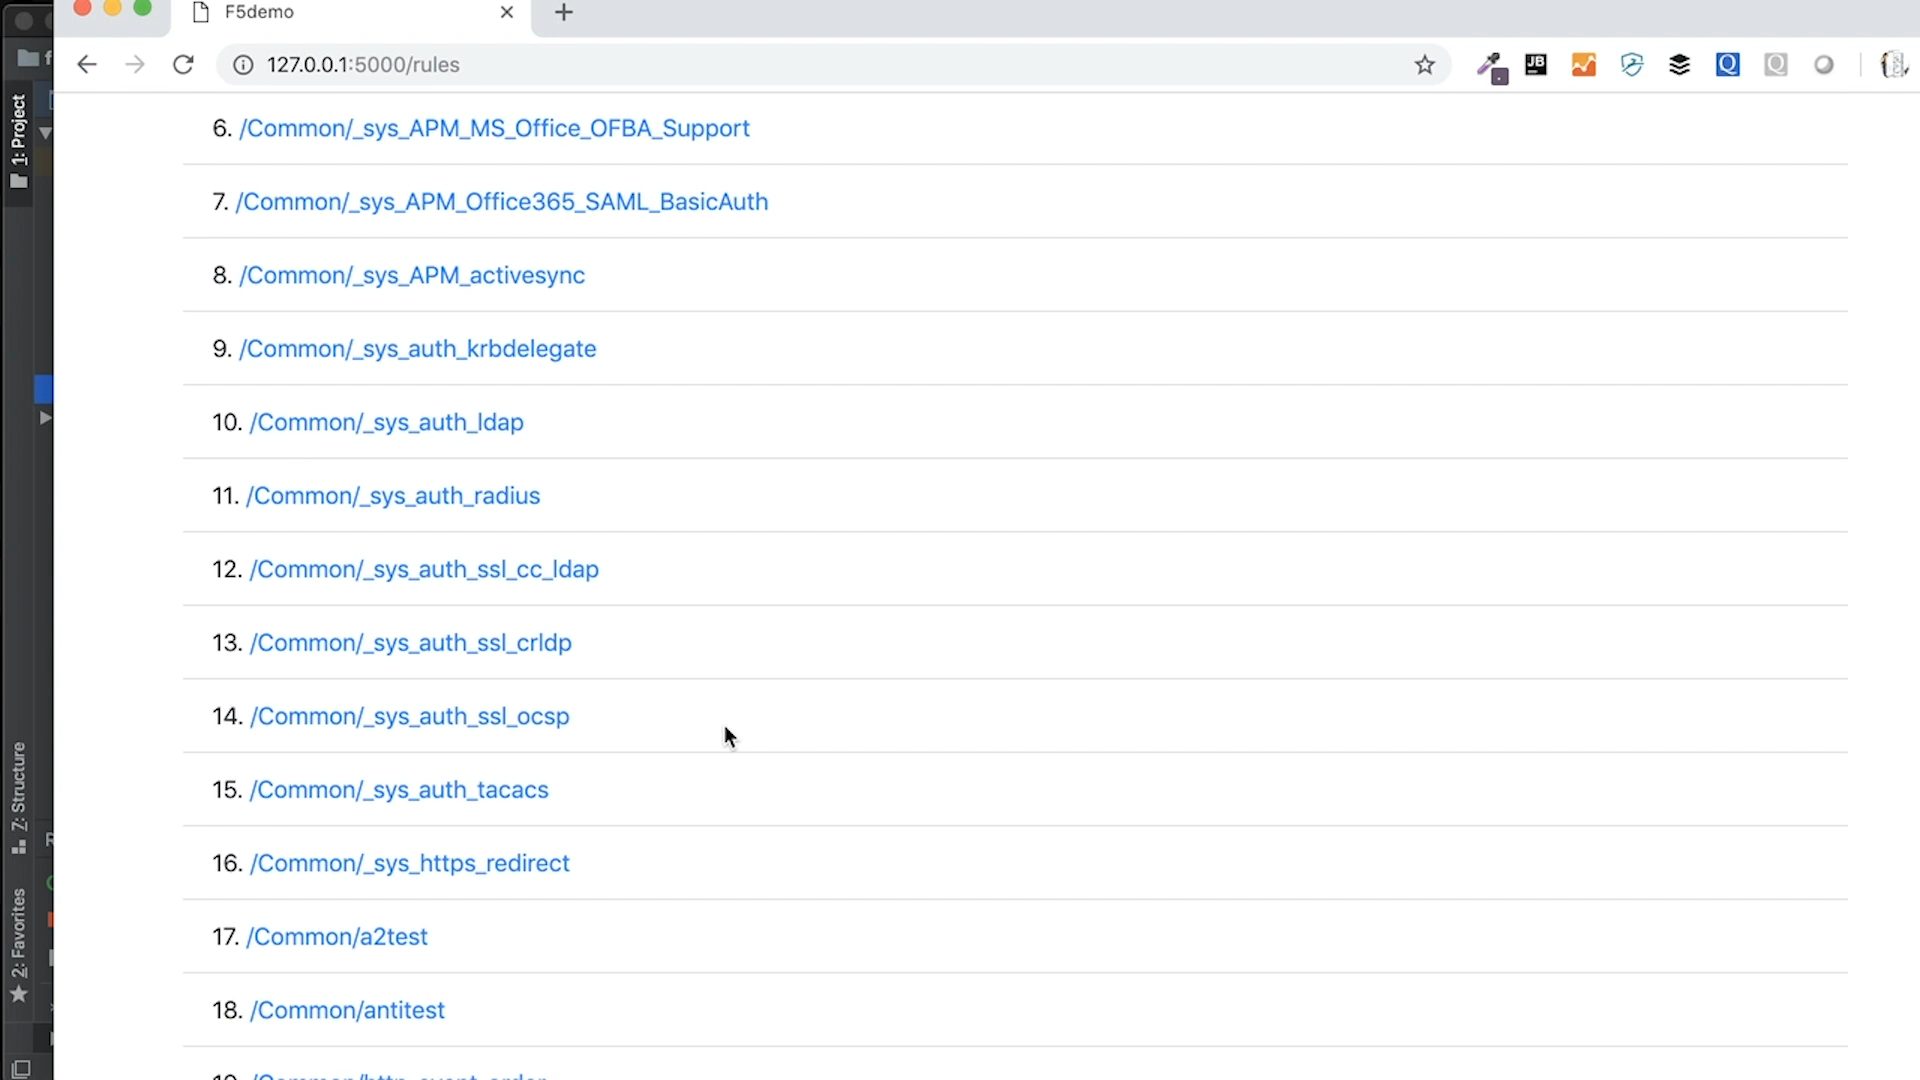 F5demo
127.0.0.1:5000/rules
JB
1: Project
6. /Common/_sys_APM_MS_Office_OFBA_Support
7. /Common/_sys_APM_Office365_SAML_BasicAuth
8. /Common/_sys_APM_activesync
9. /Common/_sys_auth_krbdelegate
10. /Common/_sys_auth_ldap
11. /Common/_sys_auth_radius
12. /Common/_sys_auth_ssl_cc_ldap
13. /Common/_sys_auth_ssl_crldp
14. /Common/_sys_auth_ssl_ocsp
15. /Common/_sys_auth_tacacs
16. /Common/_sys_https_redirect
17. /Common/a2test
18. /Common/antitest
7: Structure
2: Favorites